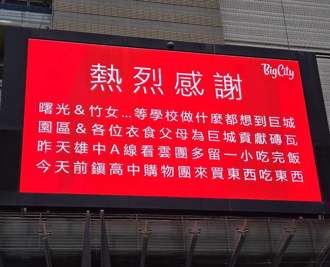 熱烈感謝
BigCity
曙光&竹女...等學校做什麼都想到巨城
園區&各位衣食父母為巨城貢獻磚瓦
昨天雄中A線看雲團多留一小吃完飯
今天前鎮高中購物團來買東西吃東西